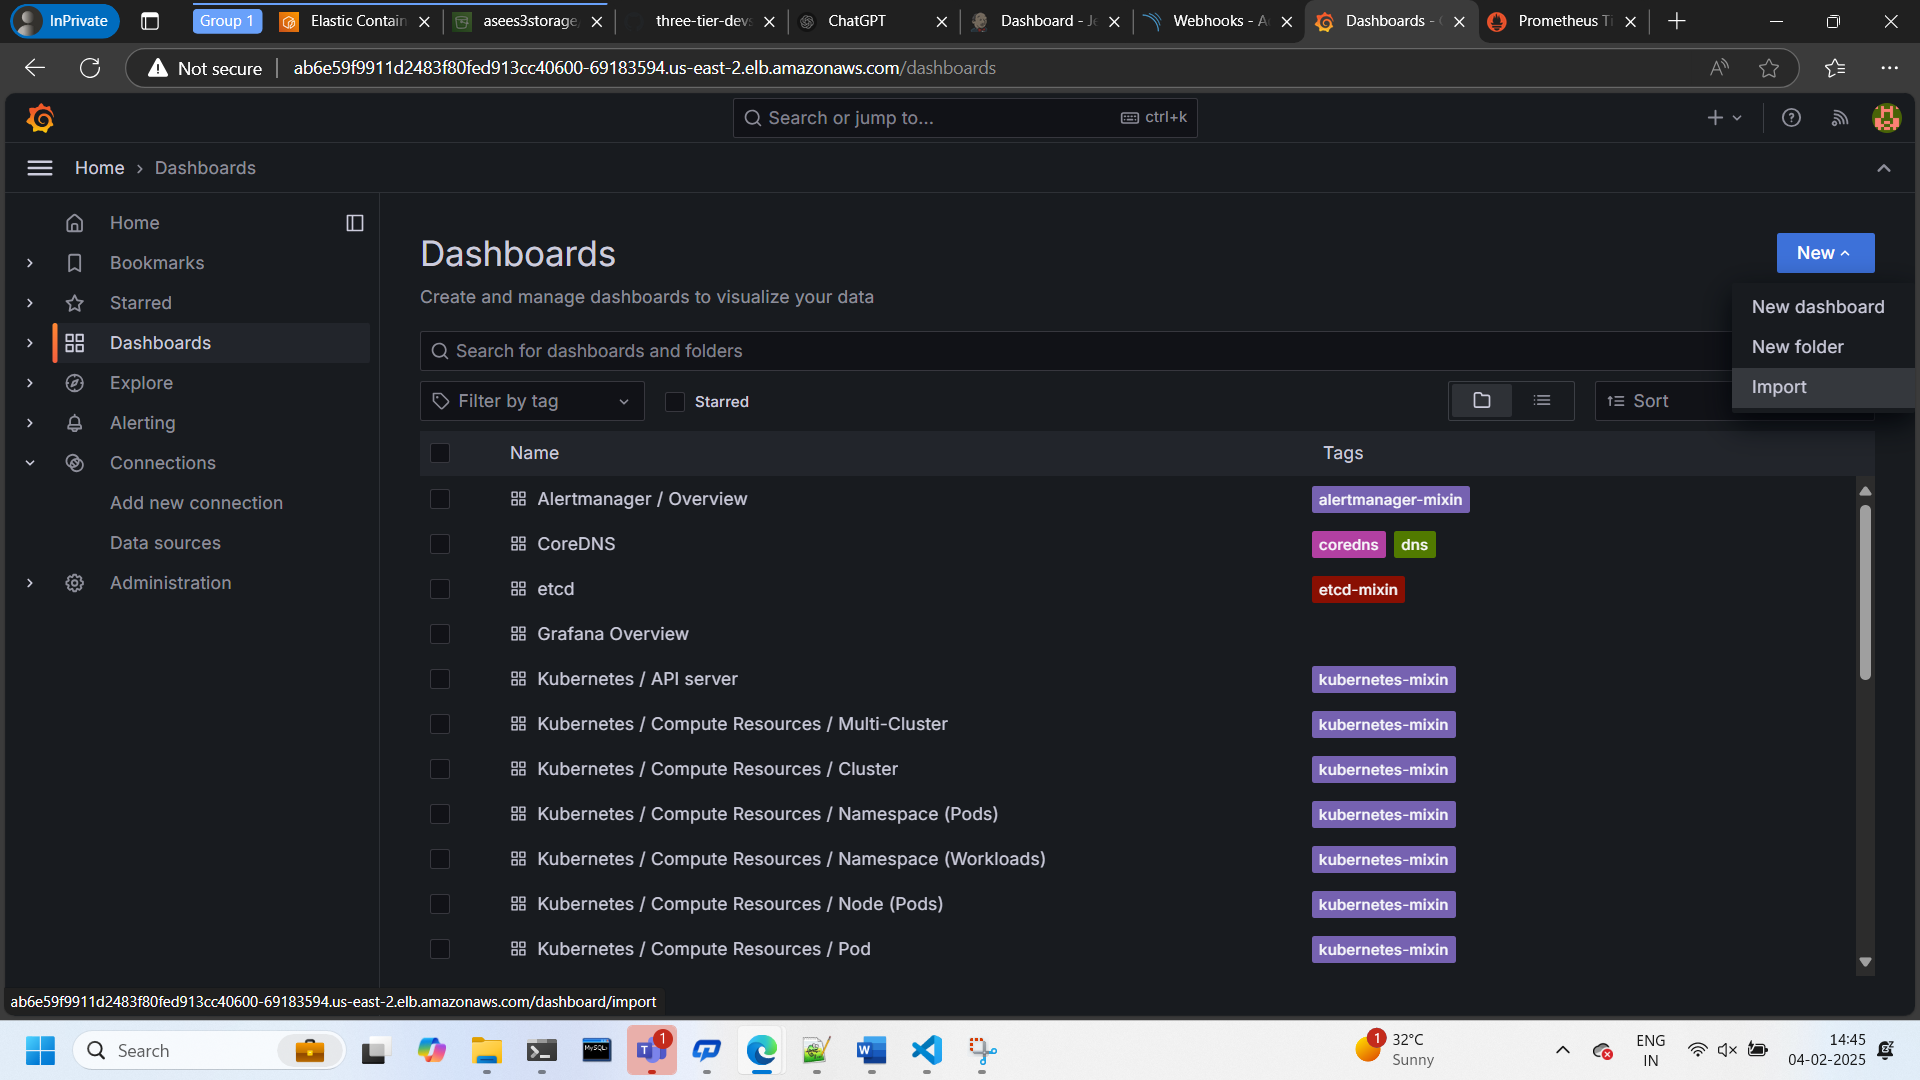 InPrivate
Group 1
Elastic Contain
asees3storage
three-tier-devs
ChatGPT
Dashboard - Je
Webhooks - A
Dashboards -
Prometheus Ti
Not secure
ab6e59f9911d2483f80fed913cc40600-69183594.us-east-2.elb.amazonaws.com/dashboards
Search or jump to...
ctrl+k
Home
Dashboards
Home
Bookmarks
Starred
Dashboards
Explore
Alerting
Connections
Add new connection
Data sources
Administration
Dashboards
Create and manage dashboards to visualize your data
New
New dashboard
New folder
Import
Search for dashboards and folders
Filter by tag
Starred
Sort
Name Tags
Alertmanager / Overview alertmanager-mixin
CoreDNS coredns dns
etcd etcd-mixin
Grafana Overview
Kubernetes / API server kubernetes-mixin
Kubernetes / Compute Resources / Multi-Cluster kubernetes-mixin
Kubernetes / Compute Resources / Cluster kubernetes-mixin
Kubernetes / Compute Resources / Namespace (Pods) kubernetes-mixin
Kubernetes / Compute Resources / Namespace (Workloads) kubernetes-mixin
Kubernetes / Compute Resources / Node (Pods) kubernetes-mixin
Kubernetes / Compute Resources / Pod kubernetes-mixin
ab6e59f9911d2483f80fed913cc40600-69183594.us-east-2.elb.amazonaws.com/dashboard/import
Search
MySQL
1
1
32°C
Sunny
ENG
IN
14:45
04-02-2025